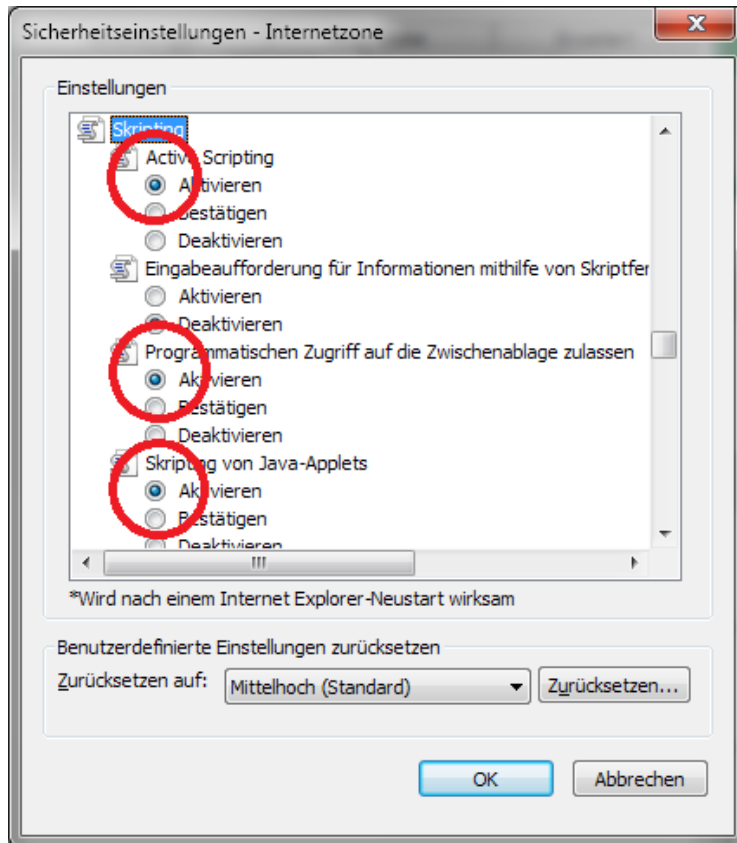 Sicherheitseinstellungen - Internetzone
Einstellungen
Skripting
Active Scripting
Aktivieren
Bestätigen
Deaktivieren
Eingabeaufforderung für Informationen mithilfe von Skriptfer
Aktivieren
Deaktivieren
Programmatischen Zugriff auf die Zwischenablage zulassen
Aktivieren
Bestätigen
Deaktivieren
Skripting von Java-Applets
Aktivieren
Bestätigen
Deaktivieren
*Wird nach einem Internet Explorer-Neustart wirksam
Benutzerdefinierte Einstellungen zurücksetzen
Zurücksetzen auf: Mittelhoch (Standard) Zurücksetzen...
OK Abbrechen